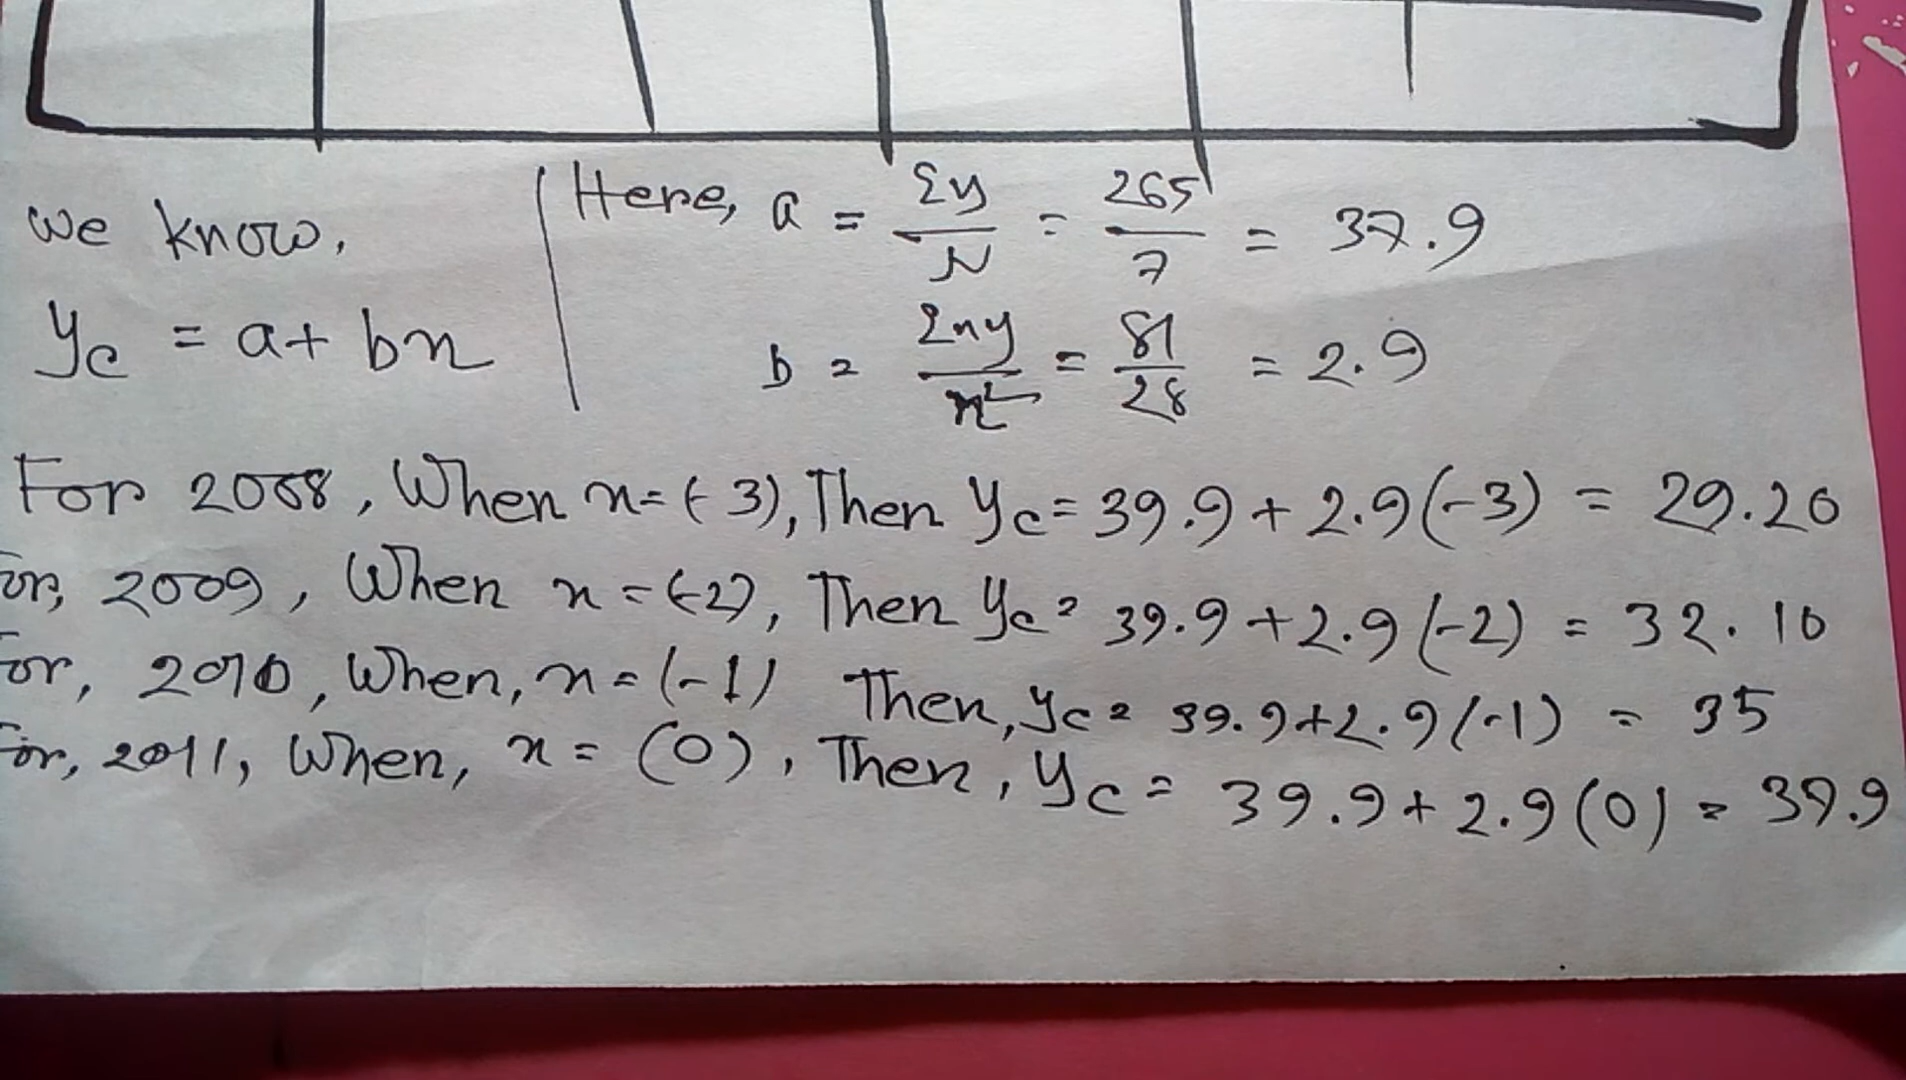 we know,
Here, a = Σy/N = 265/7 = 37.9
yc = a + bx
b = Σxy/x² = 81/28 = 2.9
For 2008, When x=(-3), Then yc = 39.9 + 2.9(-3) = 29.20
For, 2009, When x=(-2), Then yc = 39.9 + 2.9(-2) = 32.10
For, 2010, When, x=(-1) Then, yc = 39.9+2.9(-1) = 35
For, 2011, When, x = (0), Then, yc = 39.9 + 2.9(0) = 39.9